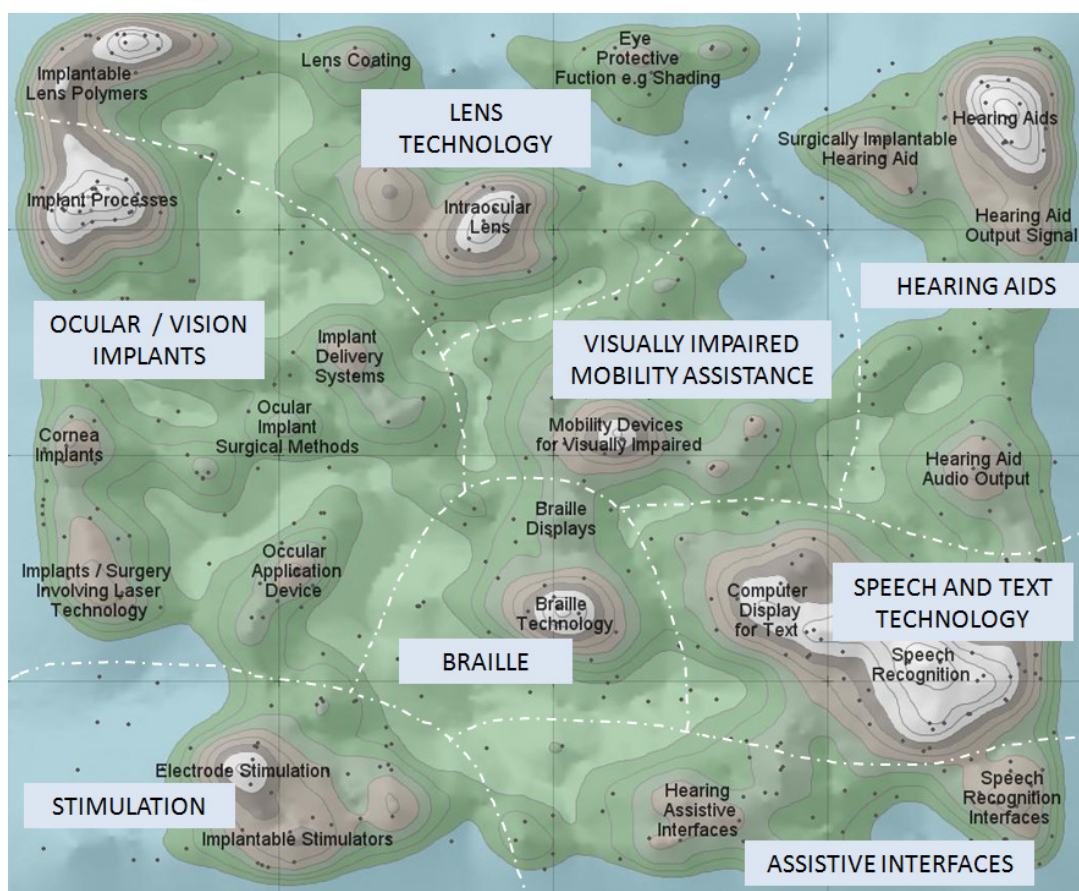 Implantable
Lens Polymers
Lens Coating
Eye
Protective
Fuction e.g Shading
LENS
TECHNOLOGY
Hearing Aids
Surgically Implantable
Hearing Aid
Implant Processes
Intraocular
Lens
Hearing Aid
Output Signal
HEARING AIDS
OCULAR / VISION
IMPLANTS
Implant
Delivery
Systems
VISUALLY IMPAIRED
MOBILITY ASSISTANCE
Ocular
Implant
Surgical Methods
Mobility Devices
for Visually Impaired
Cornea
Implants
Hearing Aid
Audio Output
Braille
Displays
Implants / Surgery
Involving Laser
Technology
Occular
Application
Device
Braille
Technology
Computer
Display
for Text
SPEECH AND TEXT
TECHNOLOGY
BRAILLE
Speech
Recognition
Electrode Stimulation
STIMULATION
Implantable Stimulators
Hearing
Assistive
Interfaces
Speech
Recognition
Interfaces
ASSISTIVE INTERFACES